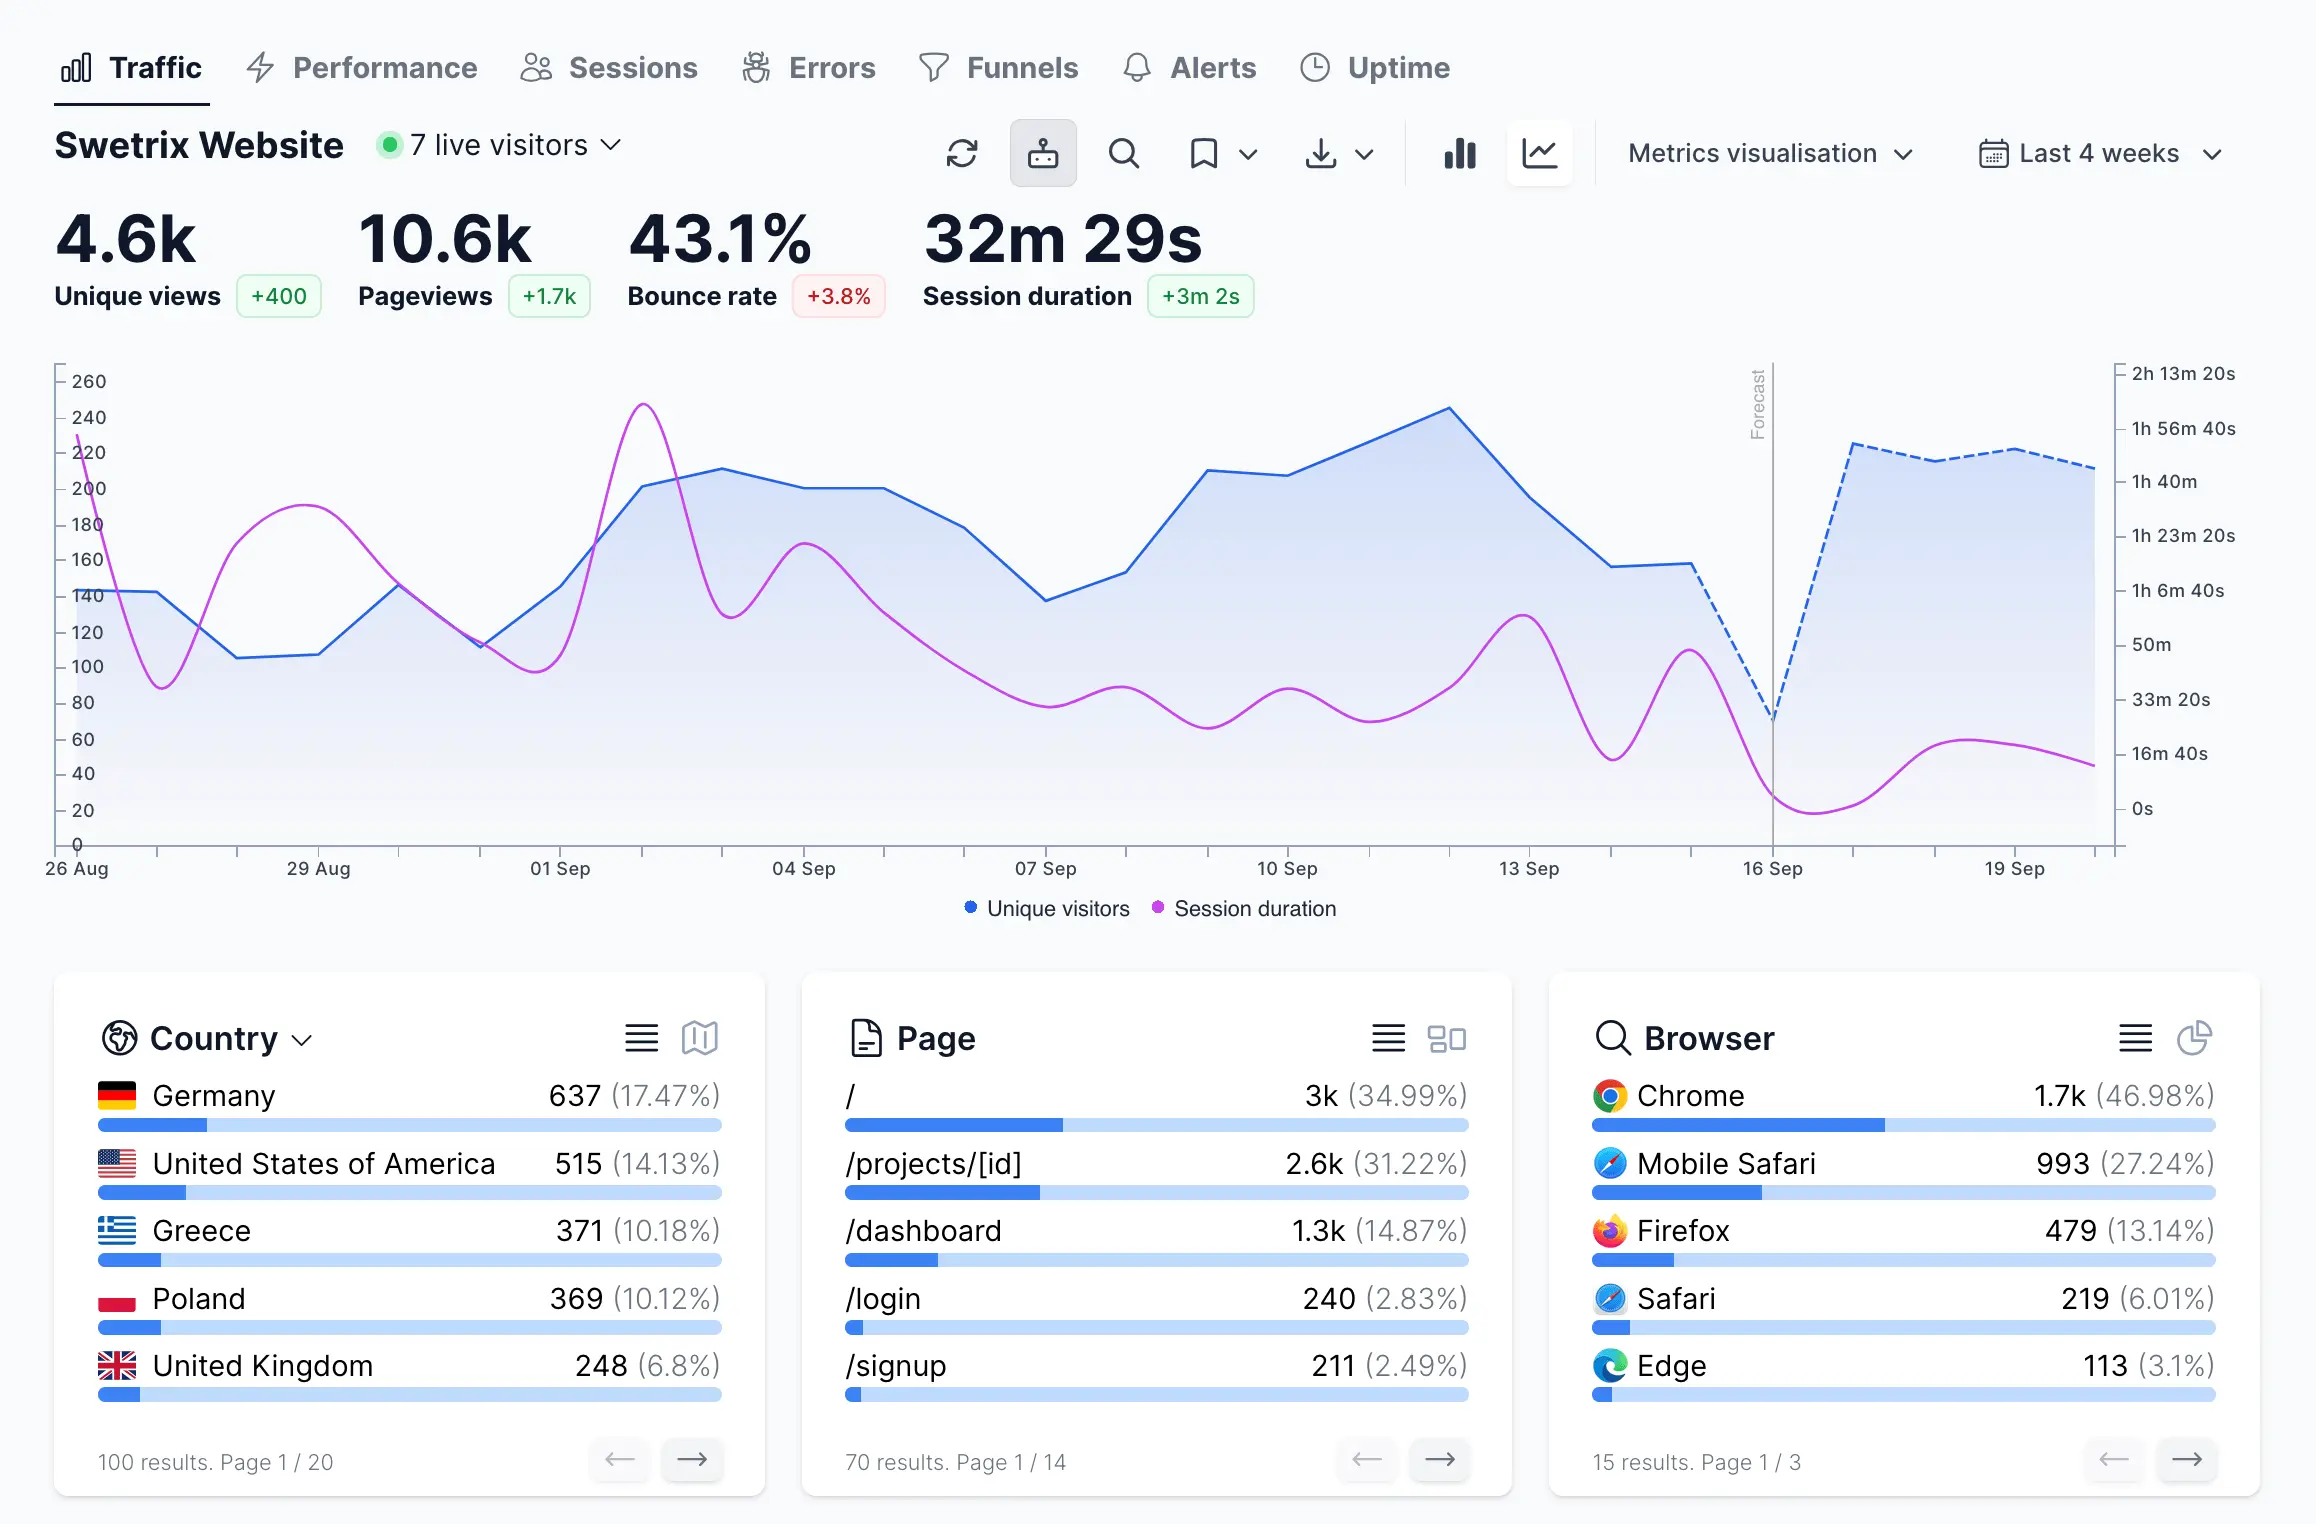 Traffic Performance Sessions Errors Funnels Alerts Uptime
Swetrix Website 7 live visitors Metrics visualisation Last 4 weeks
4.6k 10.6k 43.1% 32m 29s
Unique views +400 Pageviews +1.7k Bounce rate +3.8% Session duration +3m 2s
Forecast
260
240
220
200
180
160
140
120
100
80
60
40
20
0
2h 13m 20s
1h 56m 40s
1h 40m
1h 23m 20s
1h 6m 40s
50m
33m 20s
16m 40s
0s
26 Aug 29 Aug 01 Sep 04 Sep 07 Sep 10 Sep 13 Sep 16 Sep 19 Sep
Unique visitors Session duration
Country
Germany 637 (17.47%)
United States of America 515 (14.13%)
Greece 371 (10.18%)
Poland 369 (10.12%)
United Kingdom 248 (6.8%)
100 results. Page 1 / 20
Page
/ 3k (34.99%)
/projects/[id] 2.6k (31.22%)
/dashboard 1.3k (14.87%)
/login 240 (2.83%)
/signup 211 (2.49%)
70 results. Page 1 / 14
Browser
Chrome 1.7k (46.98%)
Mobile Safari 993 (27.24%)
Firefox 479 (13.14%)
Safari 219 (6.01%)
Edge 113 (3.1%)
15 results. Page 1 / 3